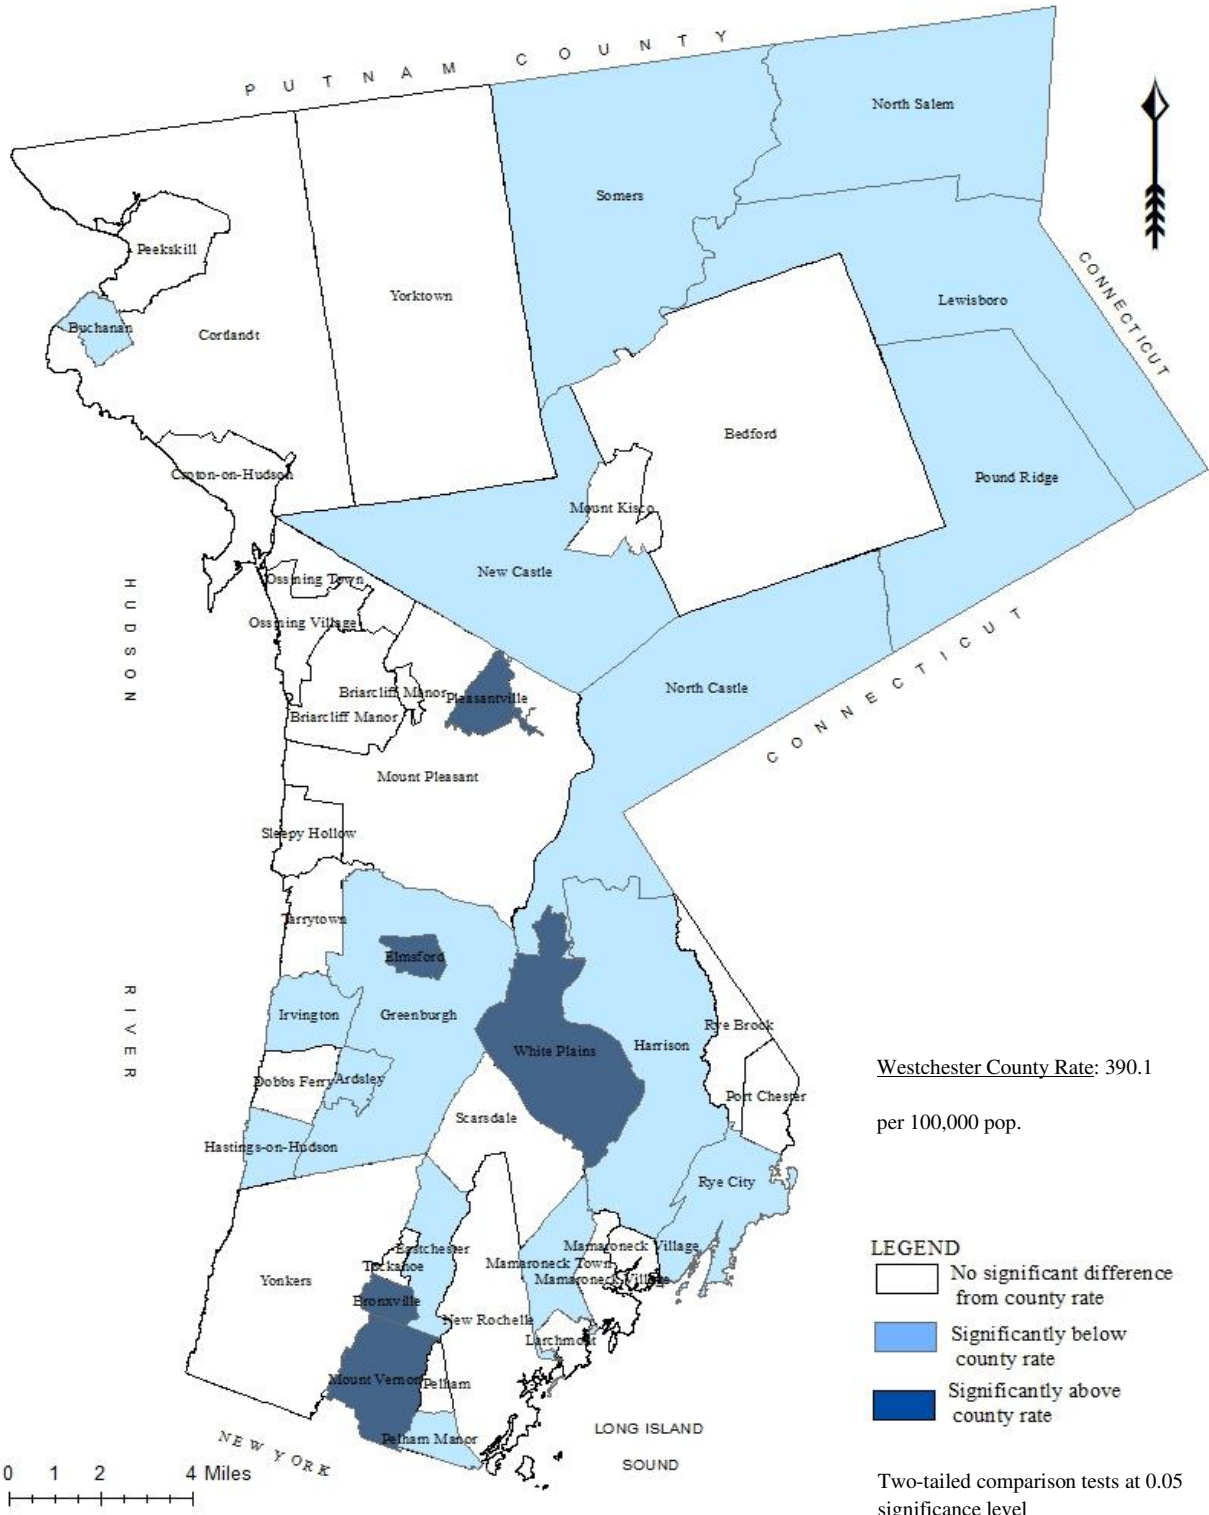 PUTNAM COUNTY
North Salem
Somers
Peekskill
Yorktown
Lewisboro
CONNECTICUT
Buchanan
Cortlandt
Bedford
Croton-on-Hudson
Pound Ridge
Mount Kisco
New Castle
Ossining Town
HUDSON
Ossining Village
CONNECTICUT
North Castle
Briarcliff Manor
Pleasantville
Briarcliff Manor
Mount Pleasant
Sleepy Hollow
Tarrytown
Elmsford
RIVER
Irvington
Greenburgh
Rye Brook
White Plains
Harrison
Westchester County Rate: 390.1
per 100,000 pop.
Dobbs Ferry
Ardsley
Port Chester
Scarsdale
Hastings-on-Hudson
Rye City
Eastchester
Mamaroneck Village
Tuckahoe
Mamaroneck Town
Yonkers
Mamaroneck Village
Bronxville
New Rochelle
Larchmont
Mount Vernon
Pelham
Pelham Manor
LONG ISLAND
SOUND
NEW YORK
LEGEND
No significant difference
from county rate
Significantly below
county rate
Significantly above
county rate
0 1 2 4 Miles
Two-tailed comparison tests at 0.05
significance level